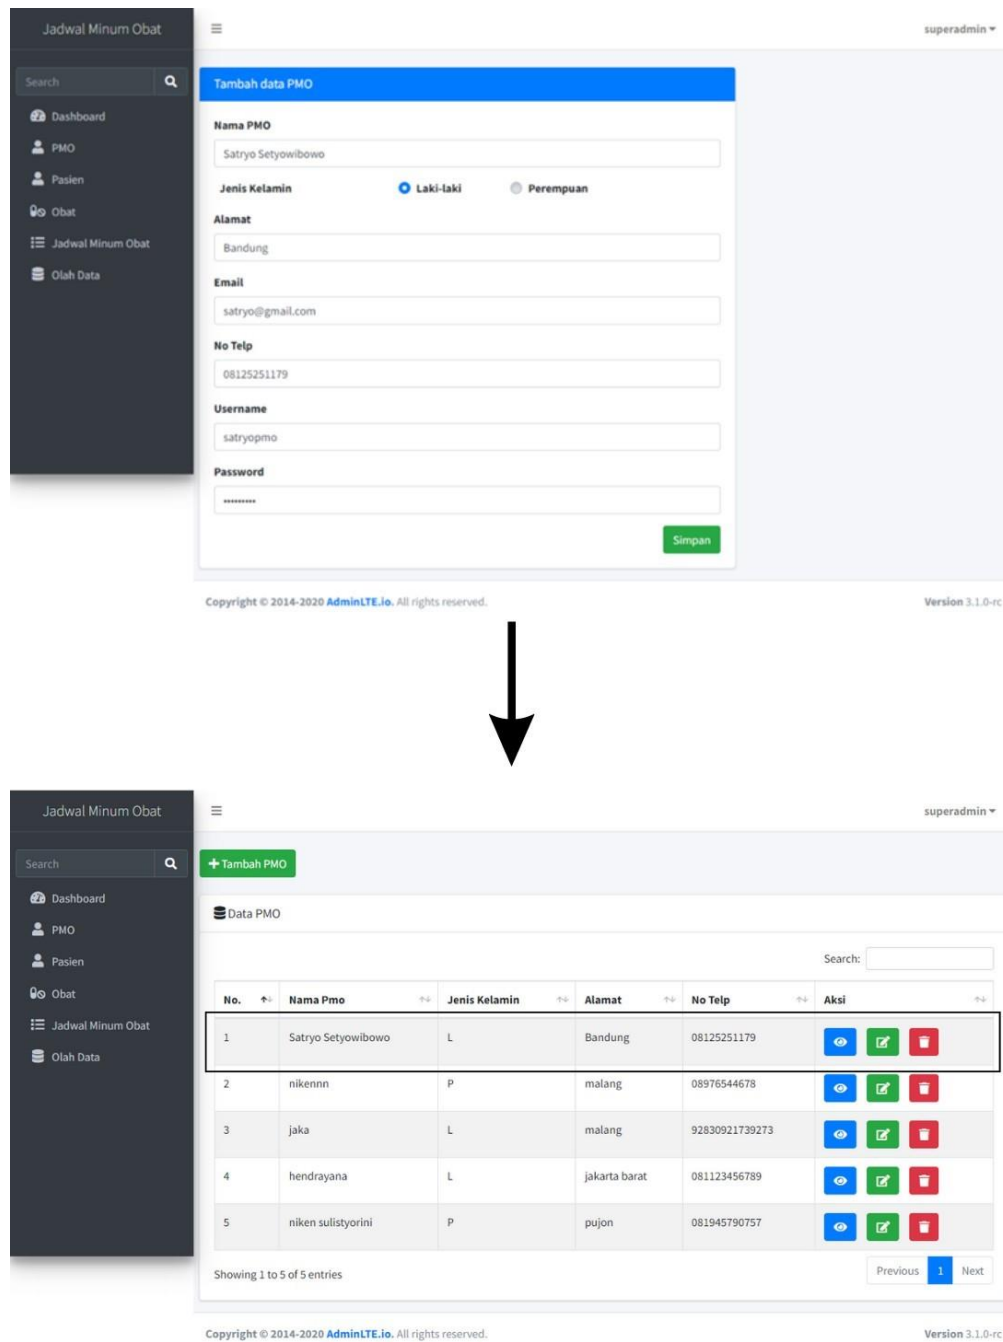 Jadwal Minum Obat
superadmin
Search
Tambah data PMO
Dashboard
Nama PMO
PMO
Satryo Setyowibowo
Pasien
Jenis Kelamin Laki-laki Perempuan
Obat
Alamat
Jadwal Minum Obat
Bandung
Olah Data
Email
satryo@gmail.com
No Telp
08125251179
Username
satryopmo
Password
Simpan
Copyright © 2014-2020 AdminLTE.io. All rights reserved.
Version 3.1.0-rc
Jadwal Minum Obat
superadmin
Search
Tambah PMO
Dashboard
PMO
Pasien
Obat
Jadwal Minum Obat
Olah Data
Data PMO
Search:
No. Nama Pmo Jenis Kelamin Alamat No Telp Aksi
1 Satryo Setyowibowo L Bandung 08125251179
2 nikennn P malang 08976544678
3 jaka L malang 92830921739273
4 hendrayana L jakarta barat 081123456789
5 niken sulistyorini P pujon 081945790757
Showing 1 to 5 of 5 entries
Previous 1 Next
Copyright © 2014-2020 AdminLTE.io. All rights reserved.
Version 3.1.0-rc